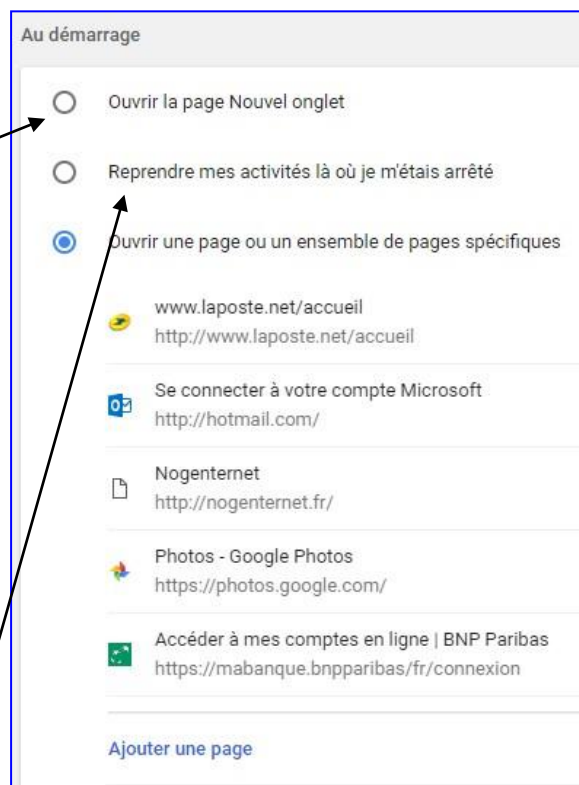 Au démarrage
Ouvrir la page Nouvel onglet
Reprendre mes activités là où je m'étais arrêté
Ouvrir une page ou un ensemble de pages spécifiques
www.laposte.net/accueil
http://www.laposte.net/accueil
Se connecter à votre compte Microsoft
http://hotmail.com/
Nogenternet
http://nogenternet.fr/
Photos - Google Photos
https://photos.google.com/
Accéder à mes comptes en ligne | BNP Paribas
https://mabanque.bnpparibas/fr/connexion
Ajouter une page